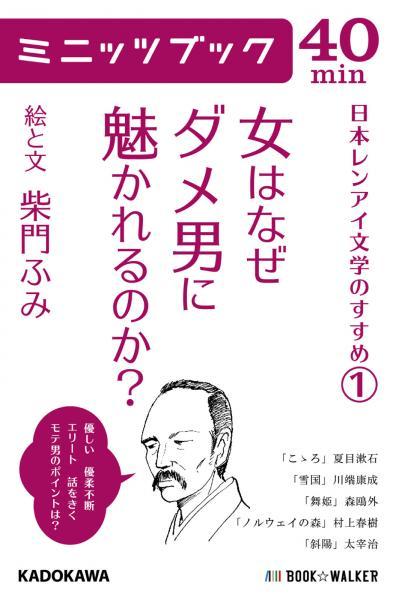 ミニッツブック
40
min
日本レンアイ文学のすすめ①
女はなぜ
ダメ男に
魅かれるのか?
絵と文 柴門ふみ
優しい 優柔不断
エリート 話をきく
モテ男のポイントは?
「こゝろ」夏目漱石
「雪国」川端康成
「舞姫」森鴎外
「ノルウェイの森」村上春樹
「斜陽」太宰治
KADOKAWA
BOOK☆WALKER